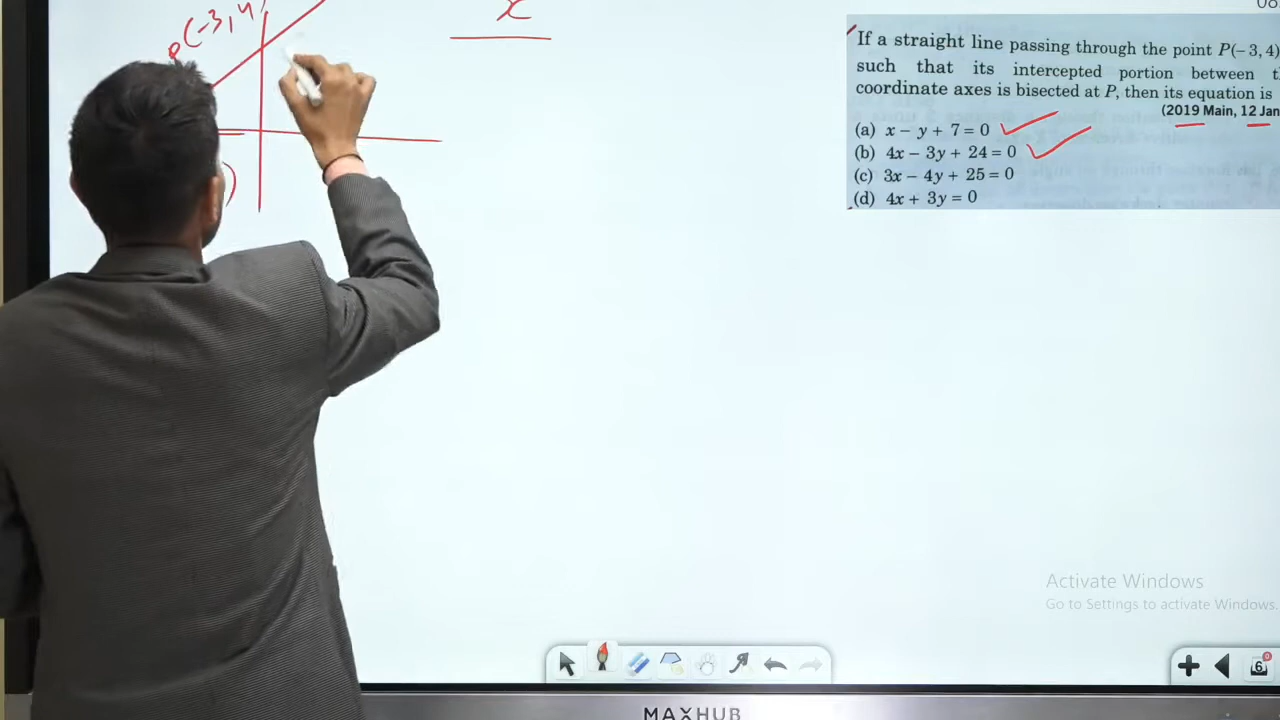 08
P(-3, 4)
x
If a straight line passing through the point P(– 3, 4)
such that its intercepted portion between
coordinate axes is bisected at P, then its equation is
(2019 Main, 12 Jan
(a) x – y + 7 = 0
(b) 4x – 3y + 24 = 0
(c) 3x – 4y + 25 = 0
(d) 4x + 3y = 0
)
Activate Windows
Go to Settings to activate Windows.
6
MAXHUB